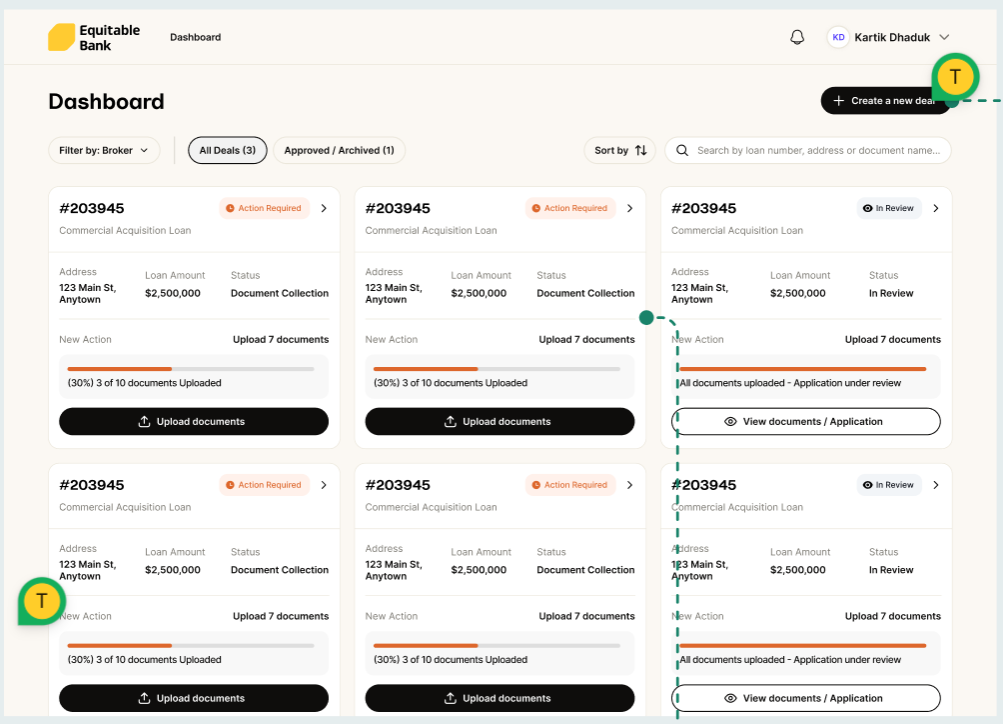 Equitable
Bank
Dashboard
KD
Kartik Dhaduk
T
Dashboard
Create a new deal
Filter by: Broker
All Deals (3)
Approved / Archived (1)
Sort by
Search by loan number, address or document name...
#203945
Action Required
Commercial Acquisition Loan
Address
Loan Amount
Status
123 Main St,
Anytown
$2,500,000
Document Collection
New Action
Upload 7 documents
(30%) 3 of 10 documents Uploaded
Upload documents
#203945
Action Required
Commercial Acquisition Loan
Address
Loan Amount
Status
123 Main St,
Anytown
$2,500,000
Document Collection
New Action
Upload 7 documents
(30%) 3 of 10 documents Uploaded
Upload documents
#203945
In Review
Commercial Acquisition Loan
Address
Loan Amount
Status
123 Main St,
Anytown
$2,500,000
In Review
New Action
Upload 7 documents
All documents uploaded - Application under review
View documents / Application
#203945
Action Required
Commercial Acquisition Loan
Address
Loan Amount
Status
123 Main St,
Anytown
$2,500,000
Document Collection
T
New Action
Upload 7 documents
(30%) 3 of 10 documents Uploaded
Upload documents
#203945
Action Required
Commercial Acquisition Loan
Address
Loan Amount
Status
123 Main St,
Anytown
$2,500,000
Document Collection
New Action
Upload 7 documents
(30%) 3 of 10 documents Uploaded
Upload documents
#203945
In Review
Commercial Acquisition Loan
Address
Loan Amount
Status
123 Main St,
Anytown
$2,500,000
In Review
New Action
Upload 7 documents
All documents uploaded - Application under review
View documents / Application